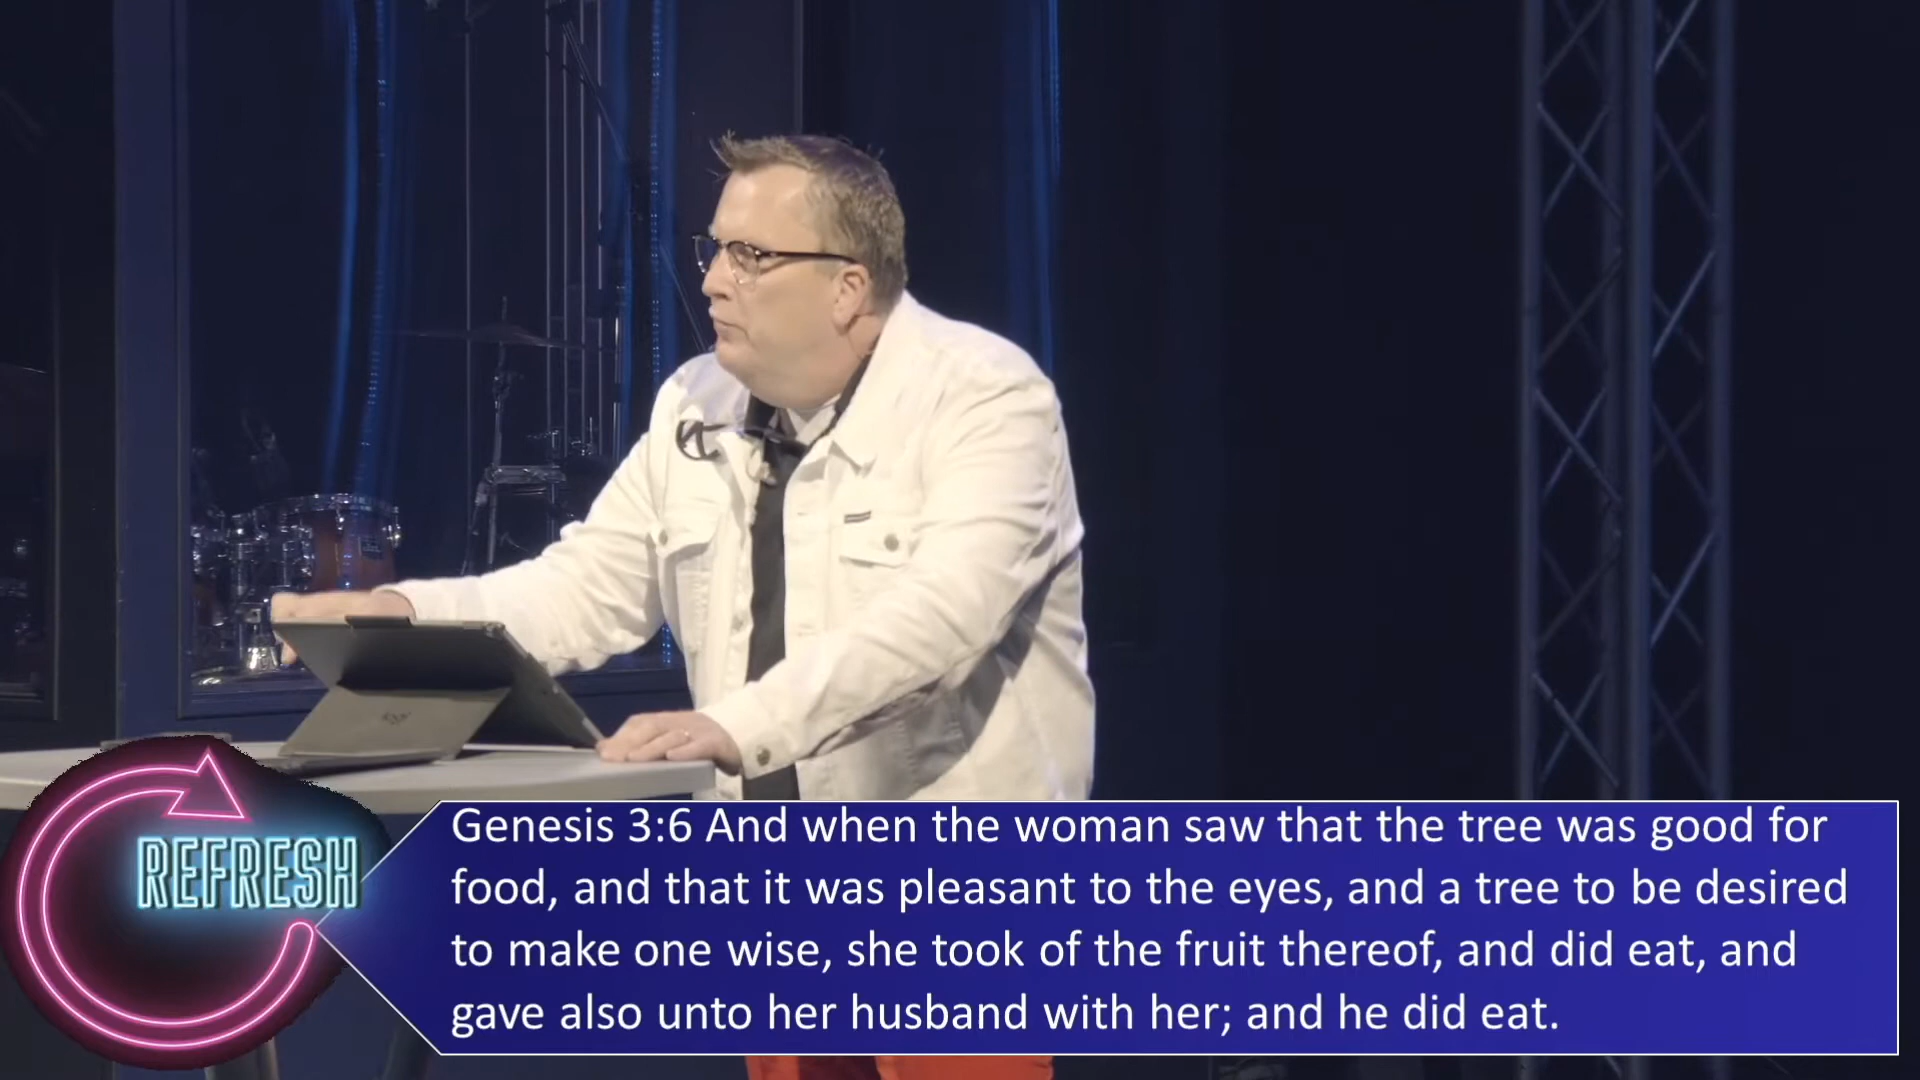 REFRESH
Genesis 3:6 And when the woman saw that the tree was good for
food, and that it was pleasant to the eyes, and a tree to be desired
to make one wise, she took of the fruit thereof, and did eat, and
gave also unto her husband with her; and he did eat.